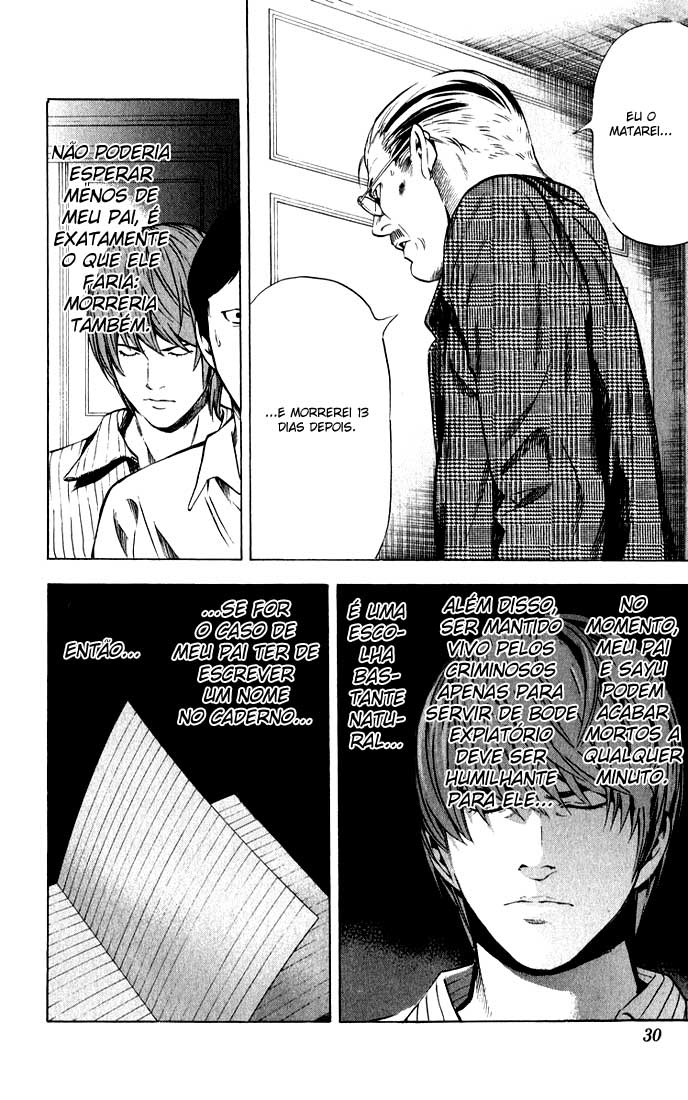 EU O
MATAREI...
...E MORREREI 13
DIAS DEPOIS.
NÃO PODERIA
ESPERAR
MENOS DE
MEU PAI, É
EXATAMENTE
O QUE ELE
FARIA:
MORRERIA
TAMBÉM.
NO
MOMENTO,
MEU PAI
E SAYU
PODEM
ACABAR
MORTOS A
QUALQUER
MINUTO.
ALÉM DISSO,
SER MANTIDO
VIVO PELOS
CRIMINOSOS
APENAS PARA
SERVIR DE BODE
EXPIATÓRIO
DEVE SER
HUMILHANTE
PARA ELE...
É UMA
ESCO-
LHA
BAS-
TANTE
NATU-
RAL...
...SE FOR
O CASO DE
MEU PAI TER DE
ESCREVER
UM NOME
NO CADERNO...
ENTÃO...
30